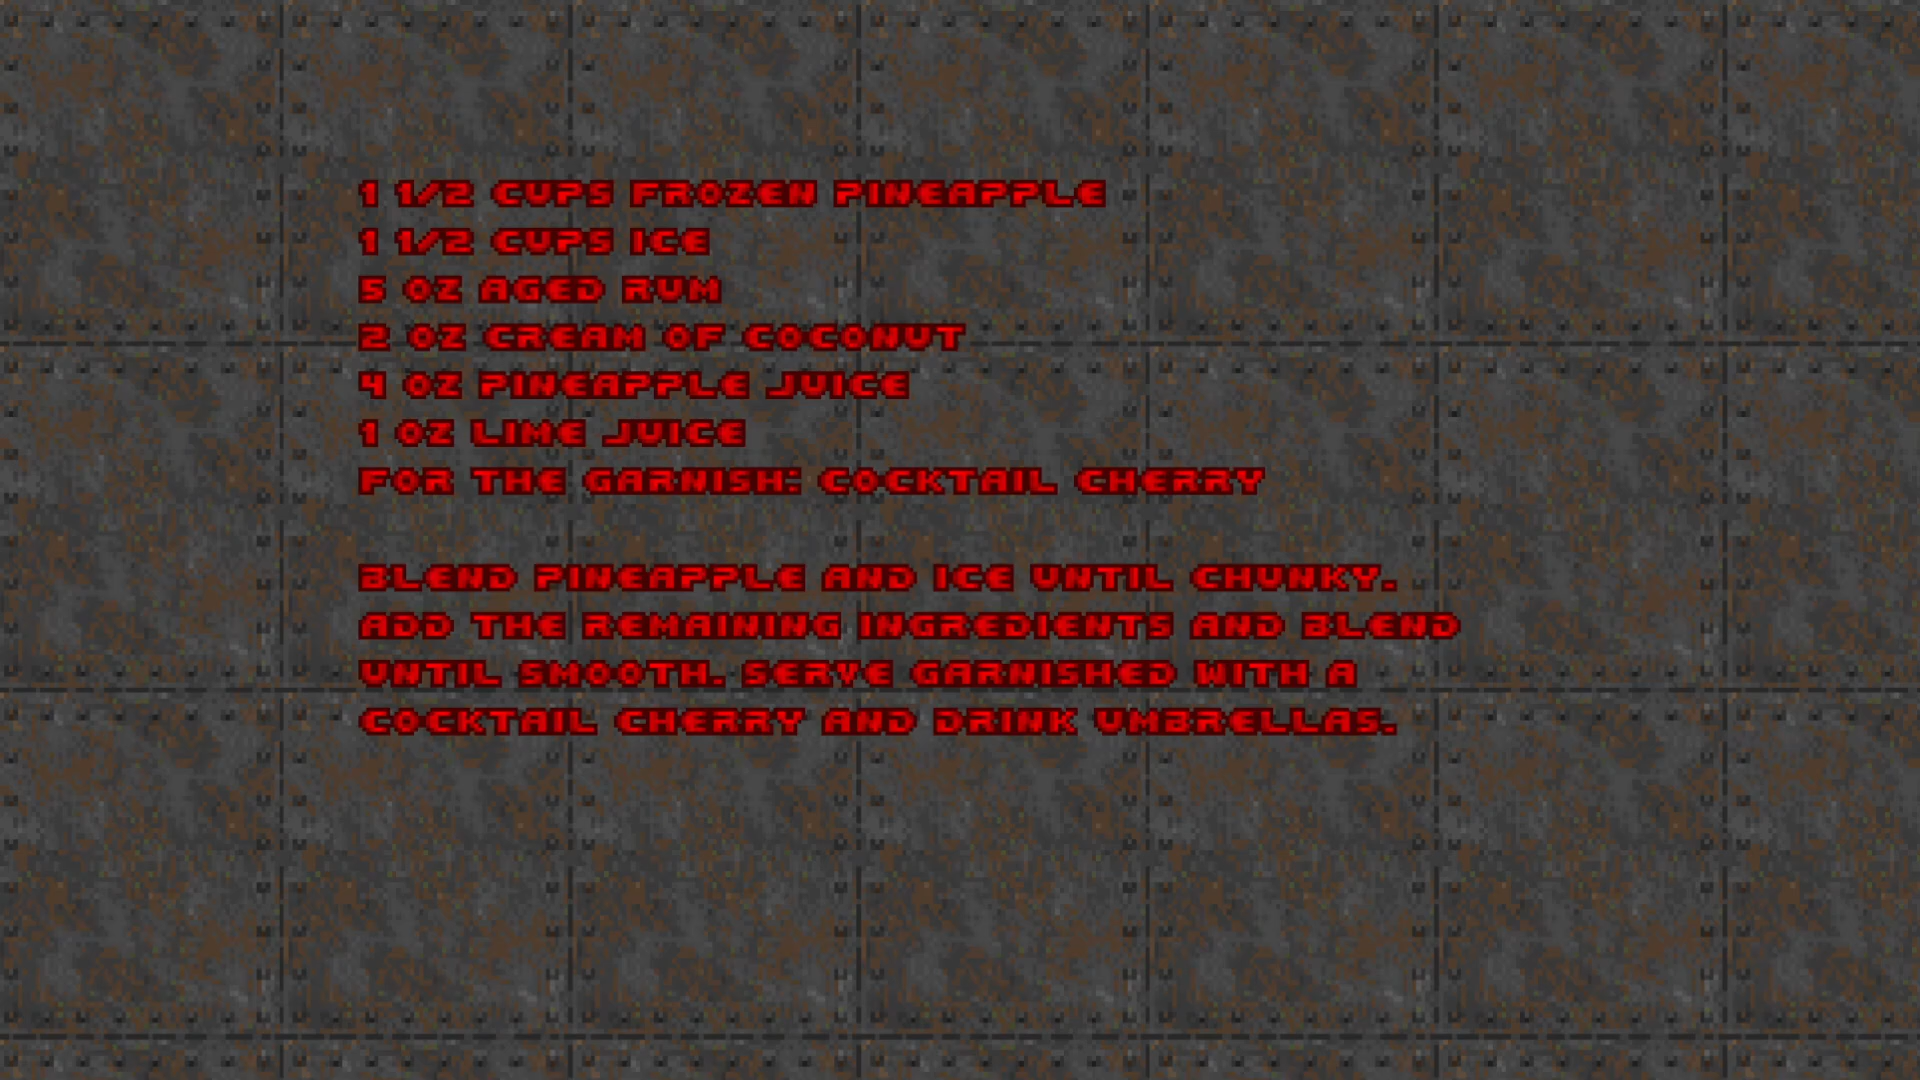 1 1/2 CUPS FROZEN PINEAPPLE
1 1/2 CUPS ICE
5 OZ AGED RUM
2 OZ CREAM OF COCONUT
4 OZ PINEAPPLE JUICE
1 OZ LIME JUICE
FOR THE GARNISH: COCKTAIL CHERRY
BLEND PINEAPPLE AND ICE UNTIL CHUNKY.
ADD THE REMAINING INGREDIENTS AND BLEND
UNTIL SMOOTH. SERVE GARNISHED WITH A
COCKTAIL CHERRY AND DRINK UMBRELLAS.